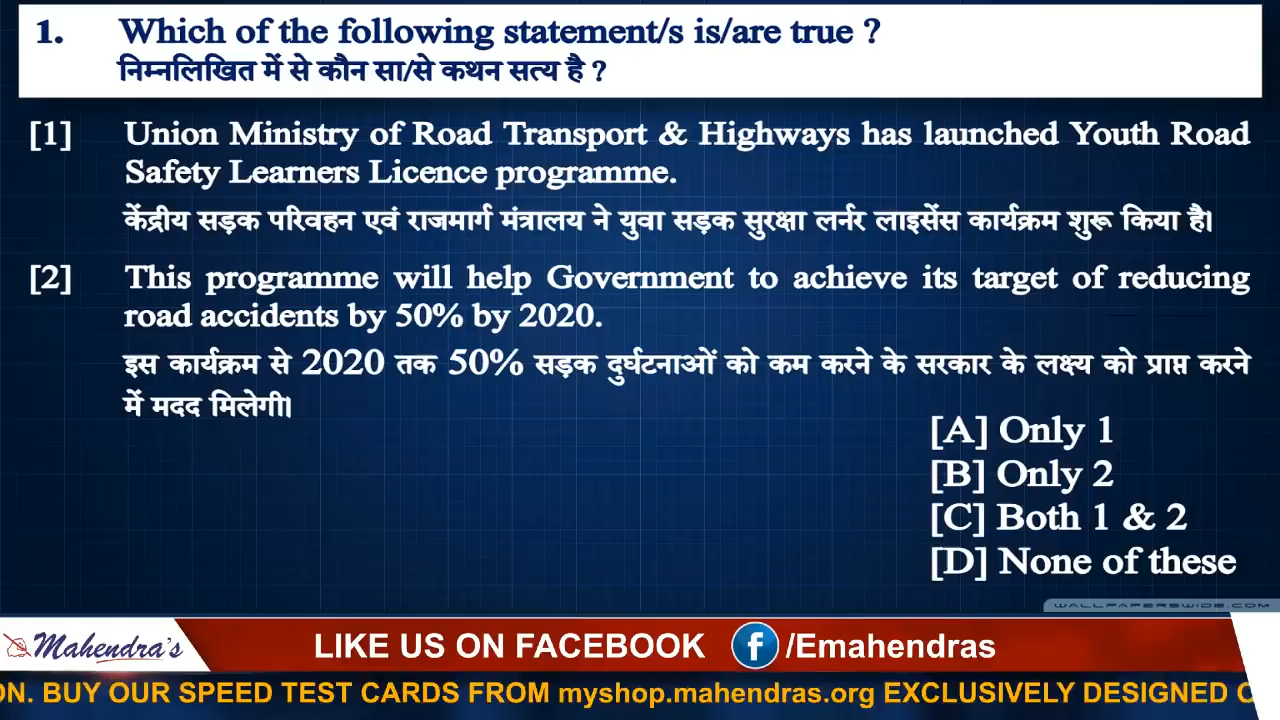 1. Which of the following statement/s is/are true ?
निम्नलिखित में से कौन सा/से कथन सत्य है ?
[1] Union Ministry of Road Transport & Highways has launched Youth Road
Safety Learners Licence programme.
केंद्रीय सड़क परिवहन एवं राजमार्ग मंत्रालय ने युवा सड़क सुरक्षा लर्नर लाइसेंस कार्यक्रम शुरू किया है।
[2] This programme will help Government to achieve its target of reducing
road accidents by 50% by 2020.
इस कार्यक्रम से 2020 तक 50% सड़क दुर्घटनाओं को कम करने के सरकार के लक्ष्य को प्राप्त करने
में मदद मिलेगी।
[A] Only 1
[B] Only 2
[C] Both 1 & 2
[D] None of these
WALLPAPERSWIDE.COM
Mahendra's LIKE US ON FACEBOOK f /Emahendras
ON. BUY OUR SPEED TEST CARDS FROM myshop.mahendras.org EXCLUSIVELY DESIGNED